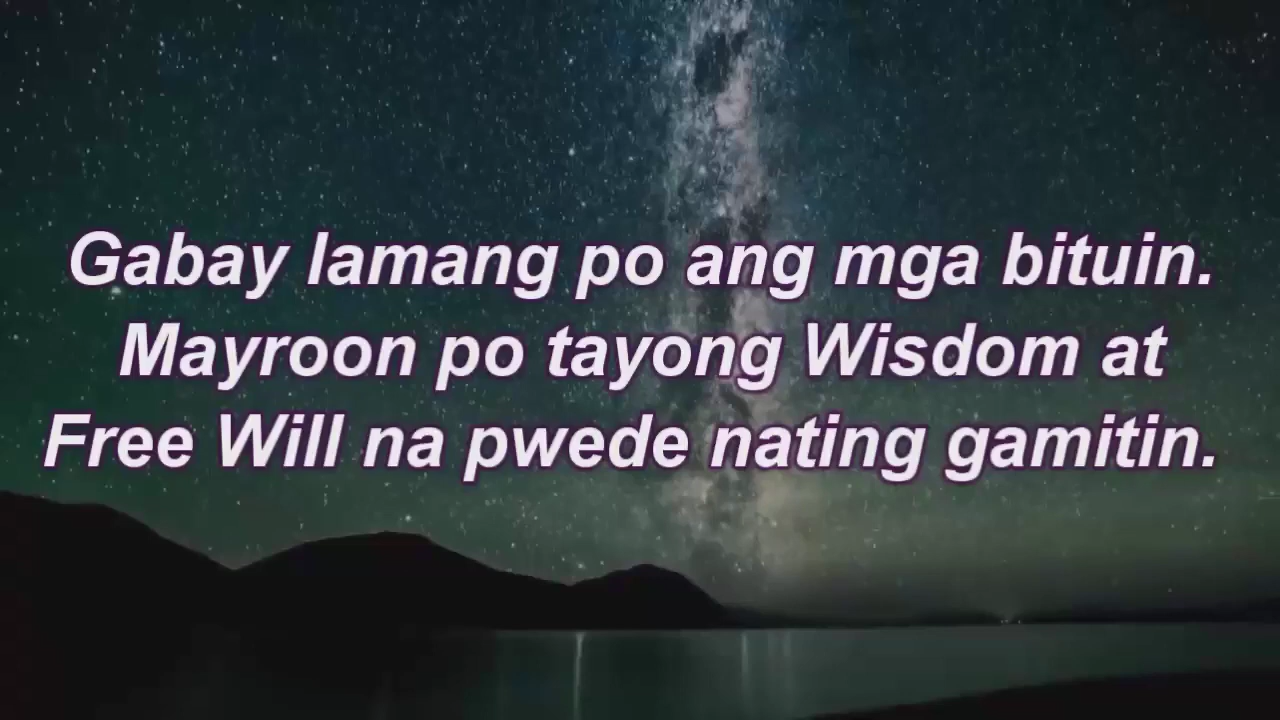 Gabay lamang po ang mga bituin.
Mayroon po tayong Wisdom at
Free Will na pwede nating gamitin.